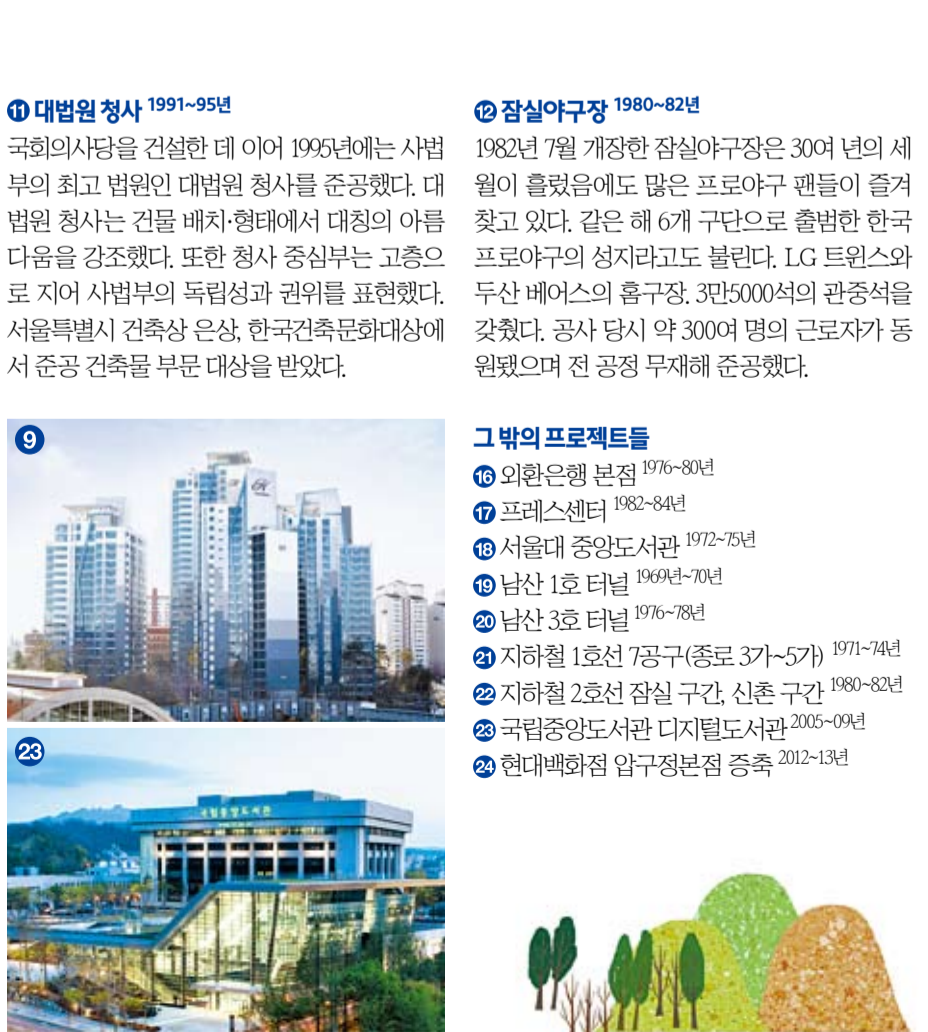 ⑪ 대법원 청사 1991~95년
국회의사당을 건설한 데 이어 1995년에는 사법
부의 최고 법원인 대법원 청사를 준공했다. 대
법원 청사는 건물 배치·형태에서 대칭의 아름
다움을 강조했다. 또한 청사 중심부는 고층으
로 지어 사법부의 독립성과 권위를 표현했다.
서울특별시 건축상 은상, 한국건축문화대상에
서 준공 건축물 부문 대상을 받았다.
⑫ 잠실야구장 1980~82년
1982년 7월 개장한 잠실야구장은 30여 년의 세
월이 흘렀음에도 많은 프로야구 팬들이 즐겨
찾고 있다. 같은 해 6개 구단으로 출범한 한국
프로야구의 성지라고도 불린다. LG 트윈스와
두산 베어스의 홈구장. 3만5000석의 관중석을
갖췄다. 공사 당시 약 300여 명의 근로자가 동
원됐으며 전 공정 무재해 준공했다.
⑨
㉓
국립중앙도서관
그 밖의 프로젝트들
⑯ 외환은행 본점 1976~80년
⑰ 프레스센터 1982~84년
⑱ 서울대 중앙도서관 1972~75년
⑲ 남산 1호 터널 1969년~70년
⑳ 남산 3호 터널 1976~78년
㉑ 지하철 1호선 7공구(종로 3가~5가) 1971~74년
㉒ 지하철 2호선 잠실 구간, 신촌 구간 1980~82년
㉓ 국립중앙도서관 디지털도서관 2005~09년
㉔ 현대백화점 압구정본점 증축 2012~13년